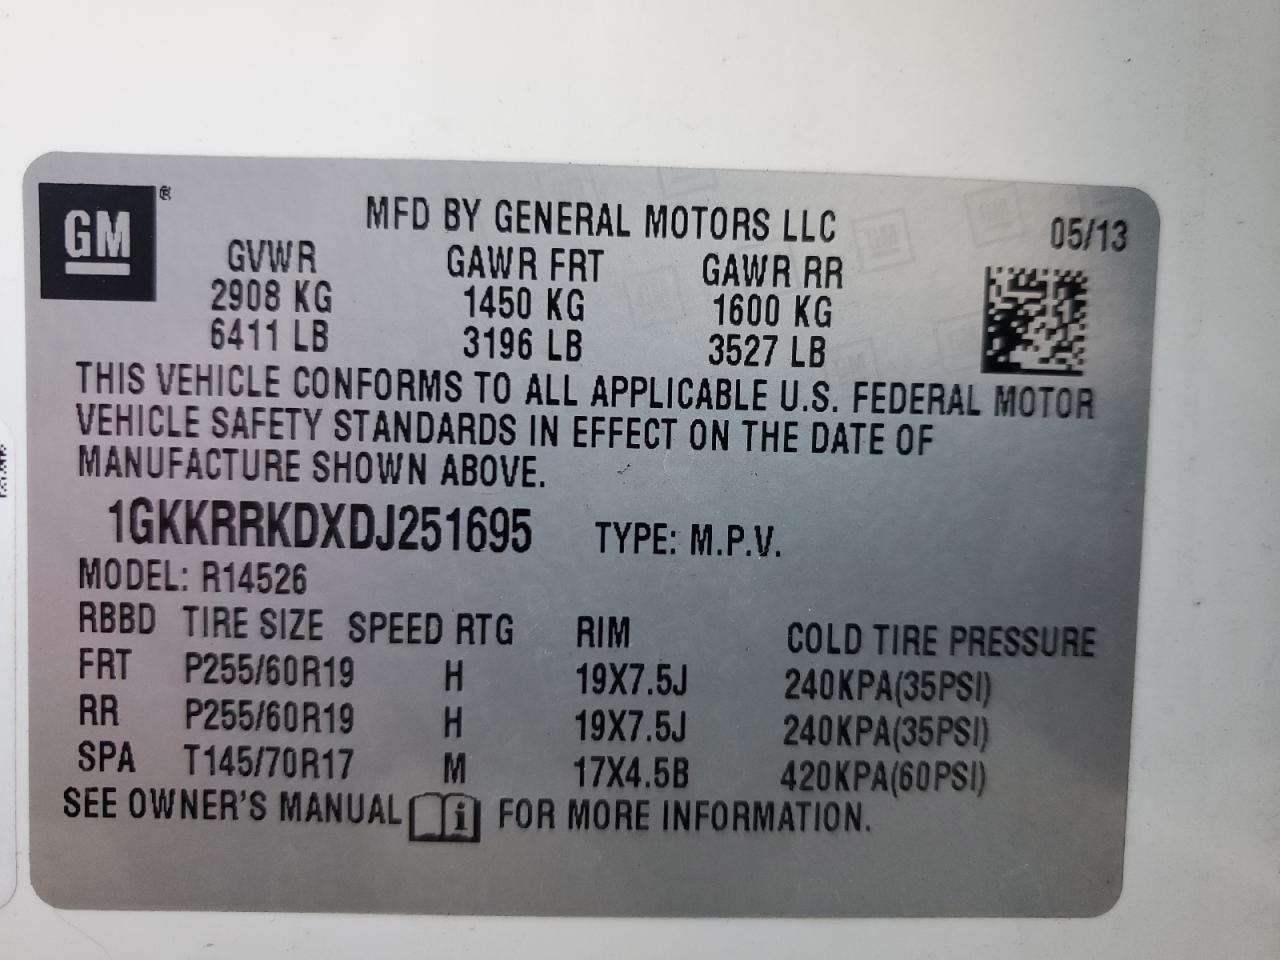 GM®
MFD BY GENERAL MOTORS LLC 05/13
GVWR GAWR FRT GAWR RR
2908 KG 1450 KG 1600 KG
6411 LB 3196 LB 3527 LB
THIS VEHICLE CONFORMS TO ALL APPLICABLE U.S. FEDERAL MOTOR
VEHICLE SAFETY STANDARDS IN EFFECT ON THE DATE OF
MANUFACTURE SHOWN ABOVE.
1GKKRRKDXDJ251695 TYPE: M.P.V.
MODEL: R14526
RBBD TIRE SIZE SPEED RTG RIM COLD TIRE PRESSURE
FRT P255/60R19 H 19X7.5J 240KPA(35PSI)
RR P255/60R19 H 19X7.5J 240KPA(35PSI)
SPA T145/70R17 M 17X4.5B 420KPA(60PSI)
SEE OWNER'S MANUAL i FOR MORE INFORMATION.